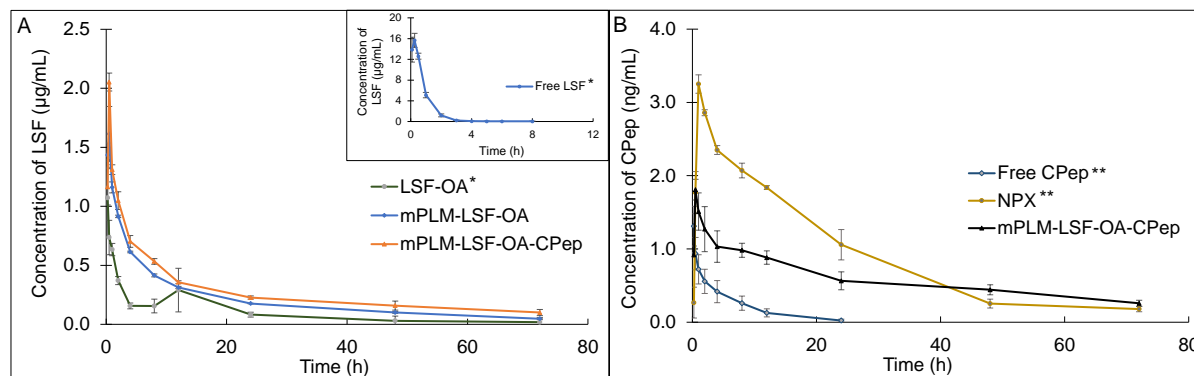 A
Concentration of LSF (µg/mL)
2.5
2.0
1.5
1.0
0.5
0.0
0
20
40
60
80
Time (h)
LSF-OA*
mPLM-LSF-OA
mPLM-LSF-OA-CPep
Concentration of
LSF (µg/mL)
20
16
12
8
4
0
0
4
8
12
Time (h)
Free LSF *
B
Concentration of CPep (ng/mL)
4.0
3.0
2.0
1.0
0.0
0
20
40
60
80
Time (h)
Free CPep **
NPX **
mPLM-LSF-OA-CPep